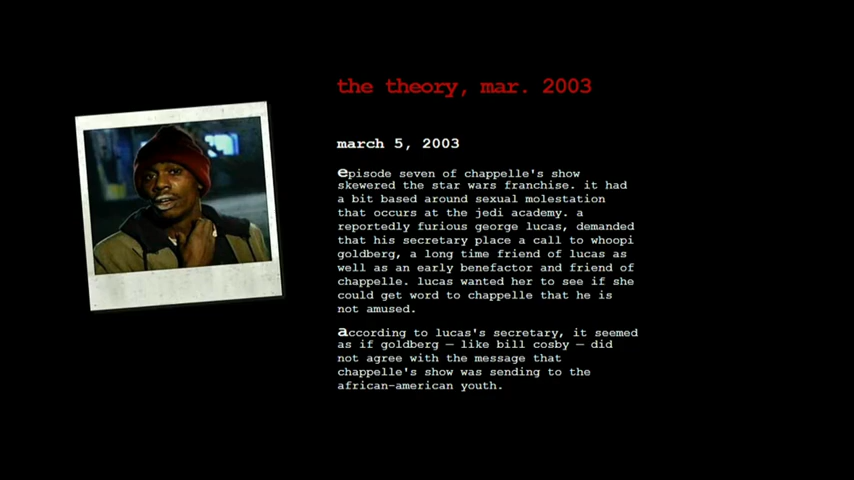 the theory, mar. 2003
march 5, 2003
episode seven of chappelle's show
skewered the star wars franchise. it had
a bit based around sexual molestation
that occurs at the jedi academy. a
reportedly furious george lucas, demanded
that his secretary place a call to whoopi
goldberg, a long time friend of lucas as
well as an early benefactor and friend of
chappelle. lucas wanted her to see if she
could get word to chappelle that he is
not amused.
according to lucas's secretary, it seemed
as if goldberg — like bill cosby — did
not agree with the message that
chappelle's show was sending to the
african-american youth.